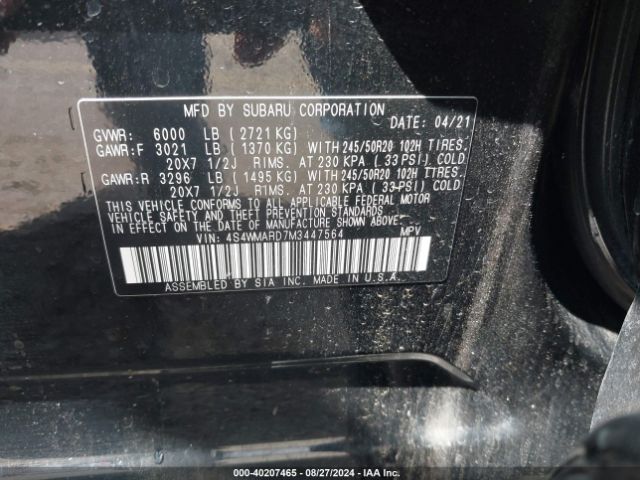 MFD BY SUBARU CORPORATION
DATE: 04/21
GVWR: 6000 LB (2721 KG)
GAWR:F 3021 LB (1370 KG) WITH 245/50R20 102H TIRES.
20X7 1/2J RIMS. AT 230 KPA (33 PSI) COLD
GAWR:R 3296 LB (1495 KG) WITH 245/50R20 102H TIRES.
20X7 1/2J RIMS. AT 230 KPA (33 PSI) COLD
THIS VEHICLE CONFORMS TO ALL APPLICABLE FEDERAL MOTOR
VEHICLE SAFETY AND THEFT PREVENTION STANDARDS
IN EFFECT ON THE DATE OF MANUFACTURE SHOWN ABOVE.
VIN: 4S4WMARD7M3447564 MPV
ASSEMBLED BY SIA INC. MADE IN U.S.A.
000-40207465 - 08/27/2024 - IAA Inc.